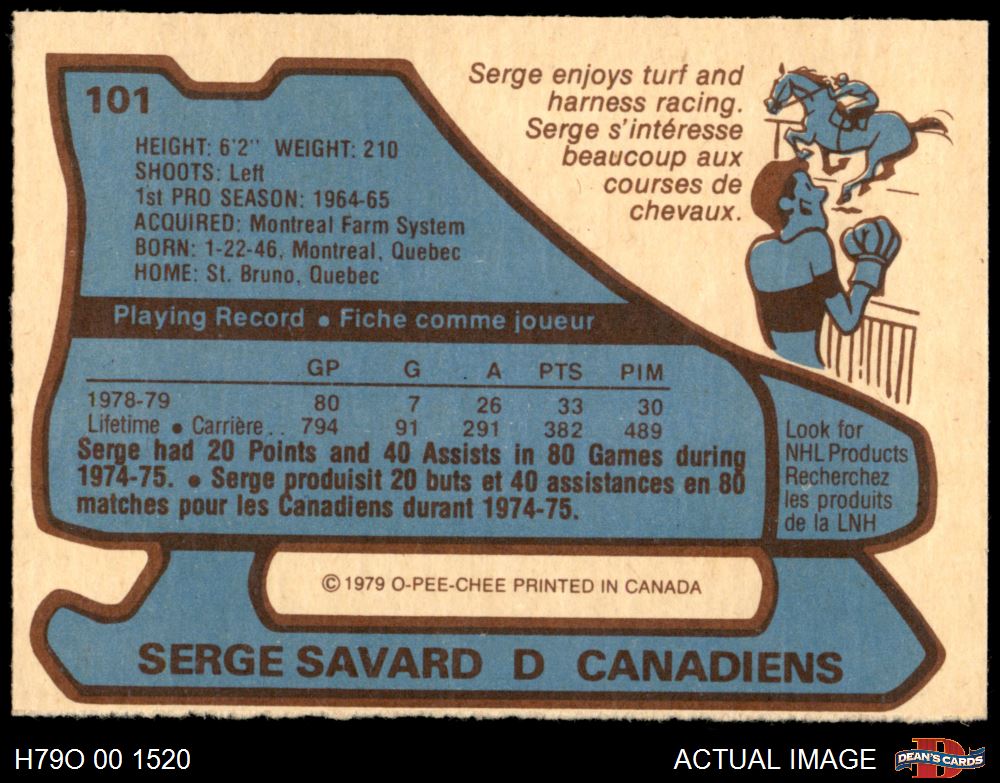 101
HEIGHT: 6'2" WEIGHT: 210
SHOOTS: Left
1st PRO SEASON: 1964-65
ACQUIRED: Montreal Farm System
BORN: 1-22-46, Montreal, Quebec
HOME: St. Bruno, Quebec
Serge enjoys turf and
harness racing.
Serge s'intéresse
beaucoup aux
courses de
chevaux.
Playing Record • Fiche comme joueur
GP G A PTS PIM
1978-79 80 7 26 33 30
Lifetime • Carrière.. 794 91 291 382 489
Serge had 20 Points and 40 Assists in 80 Games during
1974-75. • Serge produisit 20 buts et 40 assistances en 80
matches pour les Canadiens durant 1974-75.
Look for
NHL Products
Recherchez
les produits
de la LNH
© 1979 O-PEE-CHEE PRINTED IN CANADA
SERGE SAVARD D CANADIENS
H79O 00 1520
ACTUAL IMAGE
D
DEAN'S CARDS